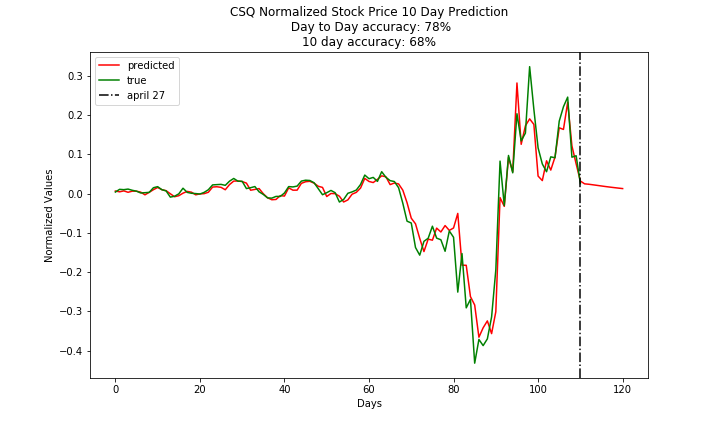 CSQ Normalized Stock Price 10 Day Prediction
Day to Day accuracy: 78%
10 day accuracy: 68%
predicted
true
april 27
Normalized Values
0.3
0.2
0.1
0.0
−0.1
−0.2
−0.3
−0.4
0 20 40 60 80 100 120
Days